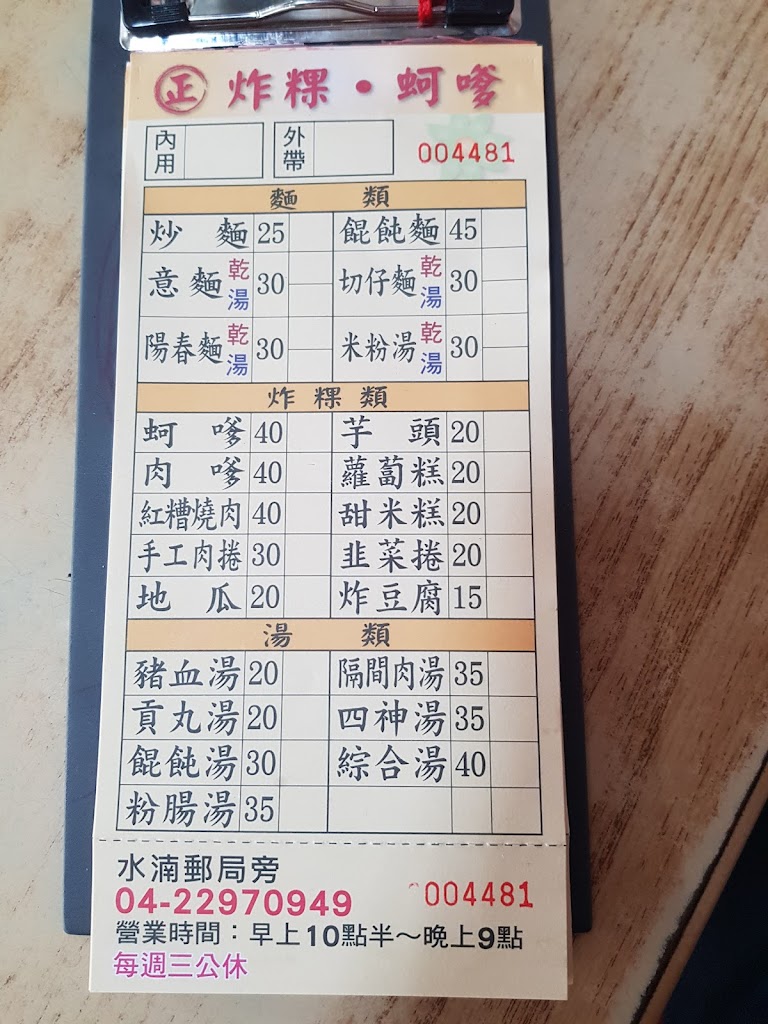 正 炸粿・蚵嗲
內用 外帶 004481
麵 類
炒 麵 25 餛飩麵 45
意麵 乾 湯 30 切仔麵 乾 湯 30
陽春麵 乾 湯 30 米粉湯 乾 湯 30
炸粿類
蚵 嗲 40 芋 頭 20
肉 嗲 40 蘿蔔糕 20
紅糟燒肉 40 甜米糕 20
手工肉捲 30 韭菜捲 20
地 瓜 20 炸豆腐 15
湯 類
豬血湯 20 隔間肉湯 35
貢丸湯 20 四神湯 35
餛飩湯 30 綜合湯 40
粉腸湯 35
水湳郵局旁
04-22970949 004481
營業時間：早上10點半～晚上9點
每週三公休